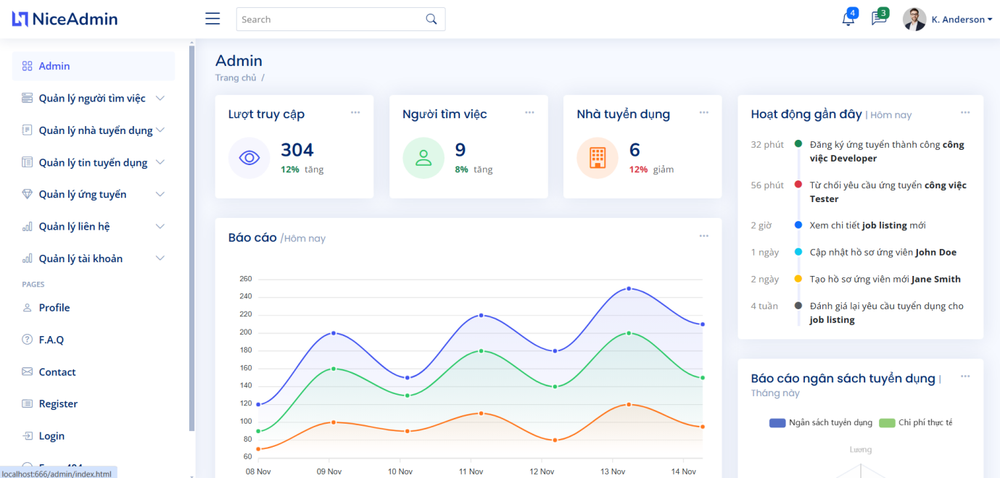 NiceAdmin
Search
4
3
K. Anderson
Admin
Quản lý người tìm việc
Quản lý nhà tuyển dụng
Quản lý tin tuyển dụng
Quản lý ứng tuyển
Quản lý liên hệ
Quản lý tài khoản
PAGES
Profile
F.A.Q
Contact
Register
Login
localhost:666/admin/index.html
Admin
Trang chủ /
Lượt truy cập
304
12% tăng
Người tìm việc
9
8% tăng
Nhà tuyển dụng
6
12% giảm
Báo cáo /Hôm nay
260
240
220
200
180
160
140
120
100
80
60
08 Nov 09 Nov 10 Nov 11 Nov 12 Nov 13 Nov 14 Nov
Hoạt động gần đây | Hôm nay
32 phút Đăng ký ứng tuyển thành công công
việc Developer
56 phút Từ chối yêu cầu ứng tuyển công việc
Tester
2 giờ Xem chi tiết job listing mới
1 ngày Cập nhật hồ sơ ứng viên John Doe
2 ngày Tạo hồ sơ ứng viên mới Jane Smith
4 tuần Đánh giá lại yêu cầu tuyển dụng cho
job listing
Báo cáo ngân sách tuyển dụng |
Tháng này
Ngân sách tuyển dụng Chi phí thực tế
Lương